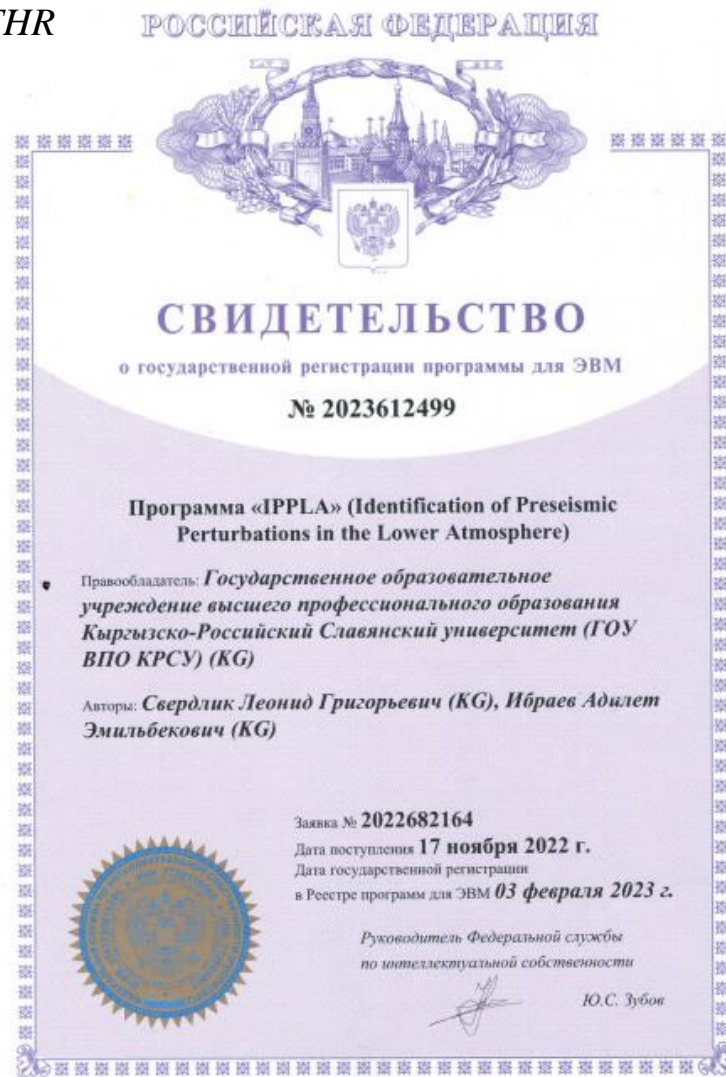 THR
РОССИЙСКАЯ ФЕДЕРАЦИЯ
СВИДЕТЕЛЬСТВО
о государственной регистрации программы для ЭВМ
№ 2023612499
Программа «IPPLA» (Identification of Preseismic
Perturbations in the Lower Atmosphere)
Правообладатель: Государственное образовательное
учреждение высшего профессионального образования
Кыргызско-Российский Славянский университет (ГОУ
ВПО КРСУ) (KG)
Авторы: Свердлик Леонид Григорьевич (KG), Ибраев Адилет
Эмильбекович (KG)
Заявка № 2022682164
Дата поступления 17 ноября 2022 г.
Дата государственной регистрации
в Реестре программ для ЭВМ 03 февраля 2023 г.
Руководитель Федеральной службы
по интеллектуальной собственности
Ю.С. Зубов